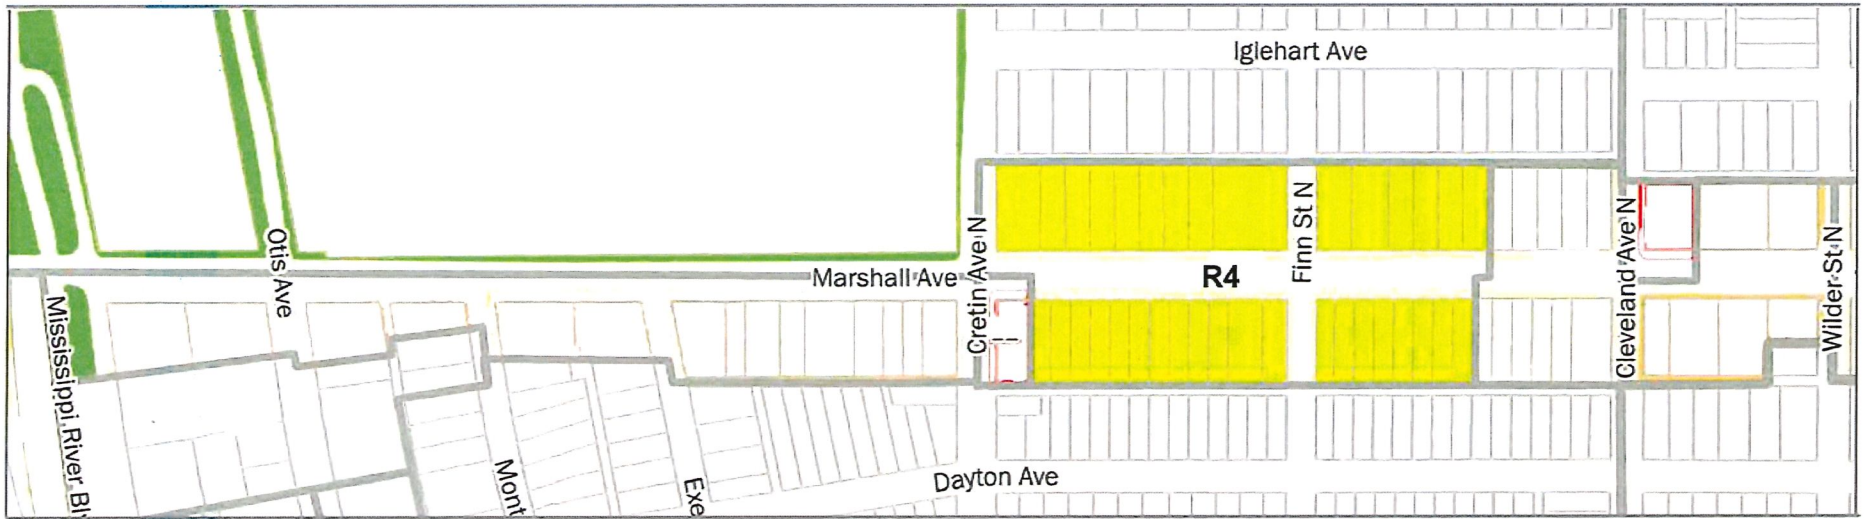 Iglehart Ave
Finn St N
Cretin Ave N
Cleveland Ave N
Wilder St N
Otis Ave
Marshall Ave
R4
Mississippi River Blv
Mont
Exe
Dayton Ave